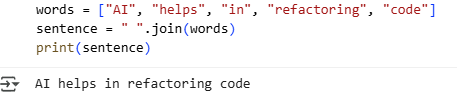 words = ["AI", "helps", "in", "refactoring", "code"]
sentence = " ".join(words)
print(sentence)
AI helps in refactoring code